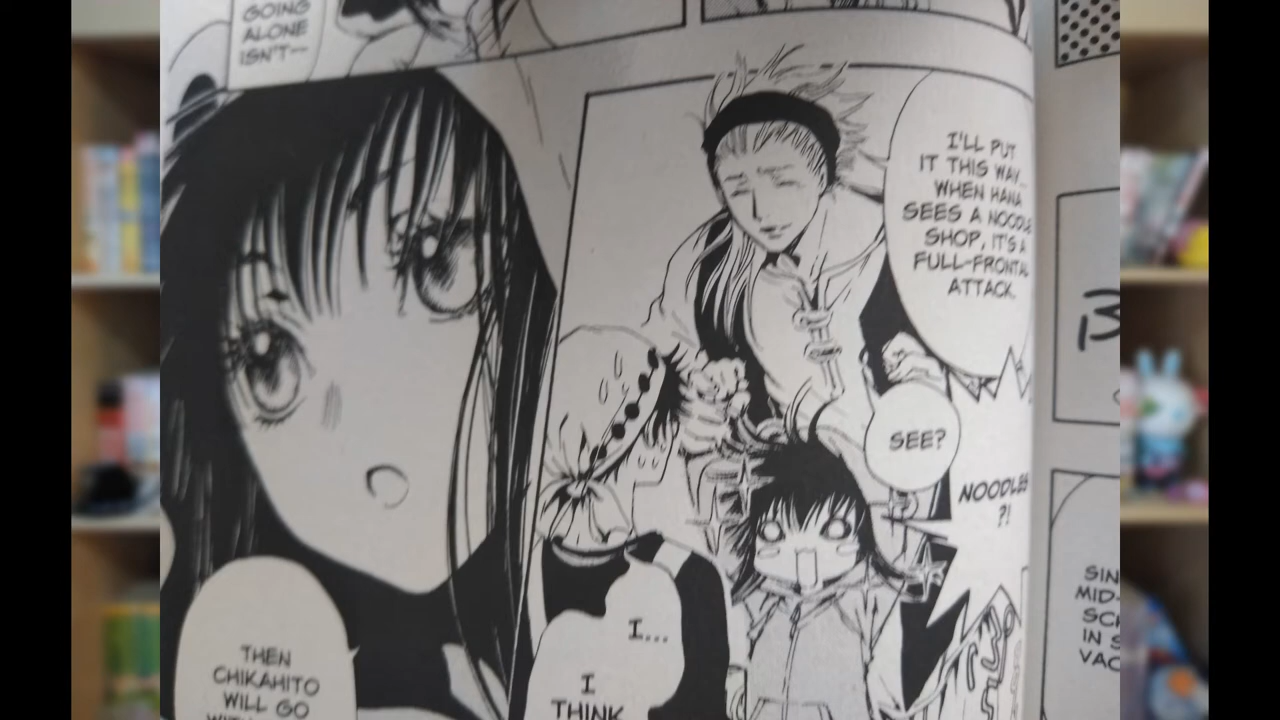 GOING
ALONE
ISN'T--
I'LL PUT
IT THIS WAY...
WHEN HANA
SEES A NOODLE
SHOP, IT'S A
FULL-FRONTAL
ATTACK.
SEE?
NOODLES
?!
I...
I
THINK
THEN
CHIKAHITO
WILL GO
SIN
MID-
SCH
IN S
VAC